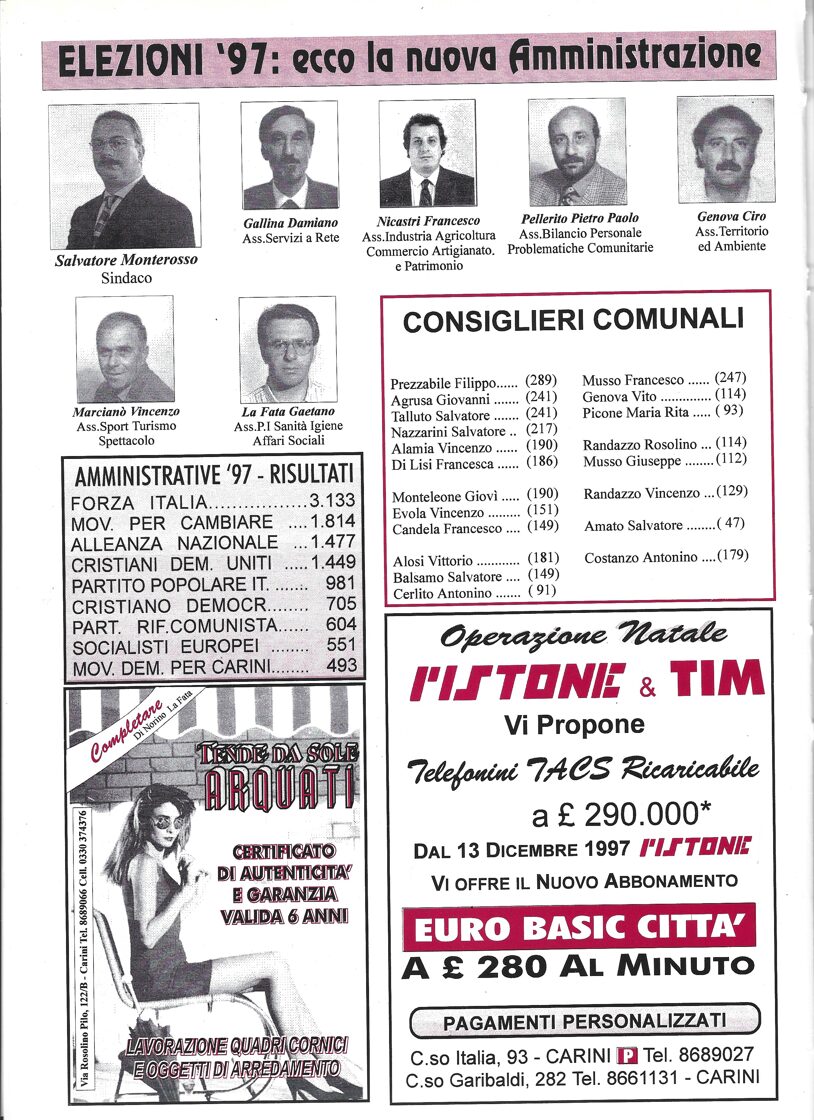 ELEZIONI '97: ecco la nuova Amministrazione
Salvatore Monterosso
Sindaco
Gallina Damiano
Ass.Servizi a Rete
Nicastri Francesco
Ass.Industria Agricoltura
Commercio Artigianato.
e Patrimonio
Pellerito Pietro Paolo
Ass.Bilancio Personale
Problematiche Comunitarie
Genova Ciro
Ass.Territorio
ed Ambiente
Marcianò Vincenzo
Ass.Sport Turismo
Spettacolo
La Fata Gaetano
Ass.P.I Sanità Igiene
Affari Sociali
CONSIGLIERI COMUNALI
Prezzabile Filippo...... (289)
Agrusa Giovanni ....... (241)
Talluto Salvatore ....... (241)
Nazzarini Salvatore .. (217)
Alamia Vincenzo ...... (190)
Di Lisi Francesca ...... (186)
Monteleone Giovì ..... (190)
Evola Vincenzo ......... (151)
Candela Francesco .... (149)
Alosi Vittorio ............ (181)
Balsamo Salvatore .... (149)
Cerlito Antonino ....... ( 91)
Musso Francesco ...... (247)
Genova Vito .............. (114)
Picone Maria Rita ..... ( 93)
Randazzo Rosolino ... (114)
Musso Giuseppe ........ (112)
Randazzo Vincenzo ... (129)
Amato Salvatore ........( 47)
Costanzo Antonino ....(179)
AMMINISTRATIVE '97 - RISULTATI
FORZA ITALIA.................3.133
MOV. PER CAMBIARE ....1.814
ALLEANZA NAZIONALE ...1.477
CRISTIANI DEM. UNITI .....1.449
PARTITO POPOLARE IT. ....... 981
CRISTIANO DEMOCR........ 705
PART. RIF.COMUNISTA...... 604
SOCIALISTI EUROPEI ........ 551
MOV. DEM. PER CARINI....... 493
Completare
Di Norino La Fata
TENDE DA SOLE
ARQUATI
CERTIFICATO
DI AUTENTICITA'
E GARANZIA
VALIDA 6 ANNI
Via Rosolino Pilo, 122/B - Carini Tel. 8689066 Cell. 0330 374376
LAVORAZIONE QUADRI CORNICI
E OGGETTI DI ARREDAMENTO
Operazione Natale
PISTONE & TIM
Vi Propone
Telefonini TACS Ricaricabile
a £ 290.000*
DAL 13 DICEMBRE 1997 PISTONE
VI OFFRE IL NUOVO ABBONAMENTO
EURO BASIC CITTA'
A £ 280 AL MINUTO
PAGAMENTI PERSONALIZZATI
C.so Italia, 93 - CARINI P Tel. 8689027
C.so Garibaldi, 282 Tel. 8661131 - CARINI